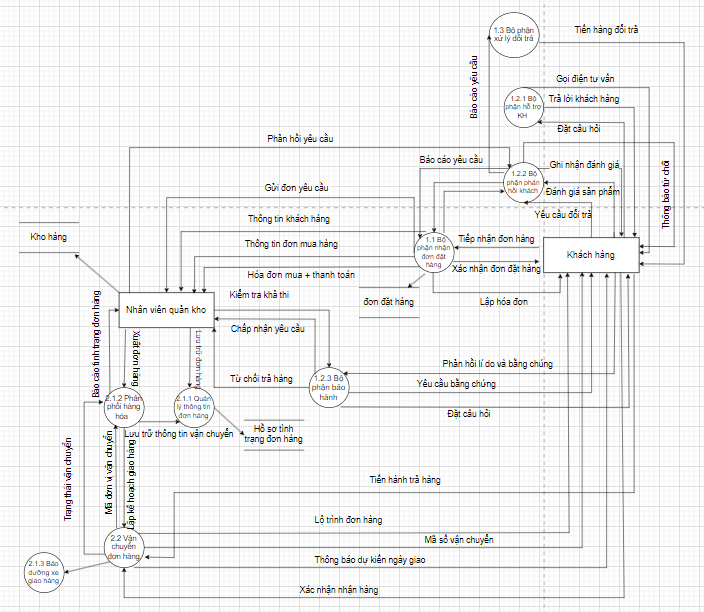 1.3 Bộ phận
xử lý đổi trả
Tiến hàng đổi trả
Gọi điện tư vấn
1.2.1 Bộ
phận hỗ trợ
KH
Trả lời khách hàng
Đặt câu hỏi
Báo cáo yêu cầu
Phản hồi yêu cầu
Báo cáo yêu cầu
1.2.2 Bộ
phận phản
hồi khách
Ghi nhận đánh giá
Đánh giá sản phẩm
Thông báo từ chối
Gửi đơn yêu cầu
Yêu cầu đổi trả
Thông tin khách hàng
Kho hàng
Thông tin đơn mua hàng
1.1 Bộ
phận nhận
đơn đặt
hàng
Tiếp nhận đơn hàng
Xác nhận đơn đặt hàng
Khách hàng
Hóa đơn mua + thanh toán
Kiểm tra khả thi
đơn đặt hàng
Lập hóa đơn
Nhân viên quản kho
Chấp nhận yêu cầu
Báo cáo tình trạng đơn hàng
Xuất đơn hàng
Lưu trữ đơn hàng
Từ chối trả hàng
1.2.3 Bộ
phận bảo
hành
Phản hồi lí do và bằng chứng
Yêu cầu bằng chứng
Đặt câu hỏi
2.1.2 Phân
phối hàng
hóa
2.1.1 Quản
lý thông tin
đơn hàng
Lưu trữ thông tin vận chuyển
Hồ sơ tình
trạng đơn hàng
Trạng thái vận chuyển
Mã đơn vị vận chuyển
Lập kế hoạch giao hàng
Tiến hành trả hàng
Lộ trình đơn hàng
2.2 Vận
chuyển
đơn hàng
Mã số vận chuyển
Thông báo dự kiến ngày giao
2.1.3 Bảo
dưỡng xe
giao hàng
Xác nhận nhận hàng